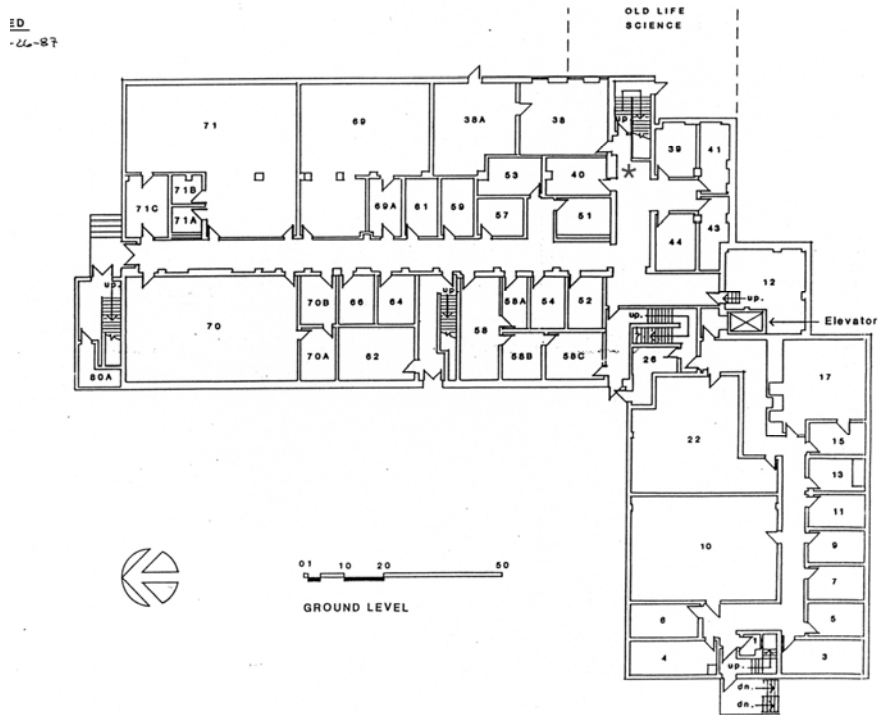 OLD LIFE
SCIENCE
ED
-26-87
71
69
38A
38
up
39
41
71B
71C
71A
69A
61
59
53
40
*
57
51
44
43
12
up.
up.
up.
up.
Elevator
70
70B
66
64
58
58A
54
52
70A
62
58B
58C
26
80A
17
22
15
13
11
10
9
7
6
5
4
1
3
up.
dn.
dn.
01 10 20 50
GROUND LEVEL